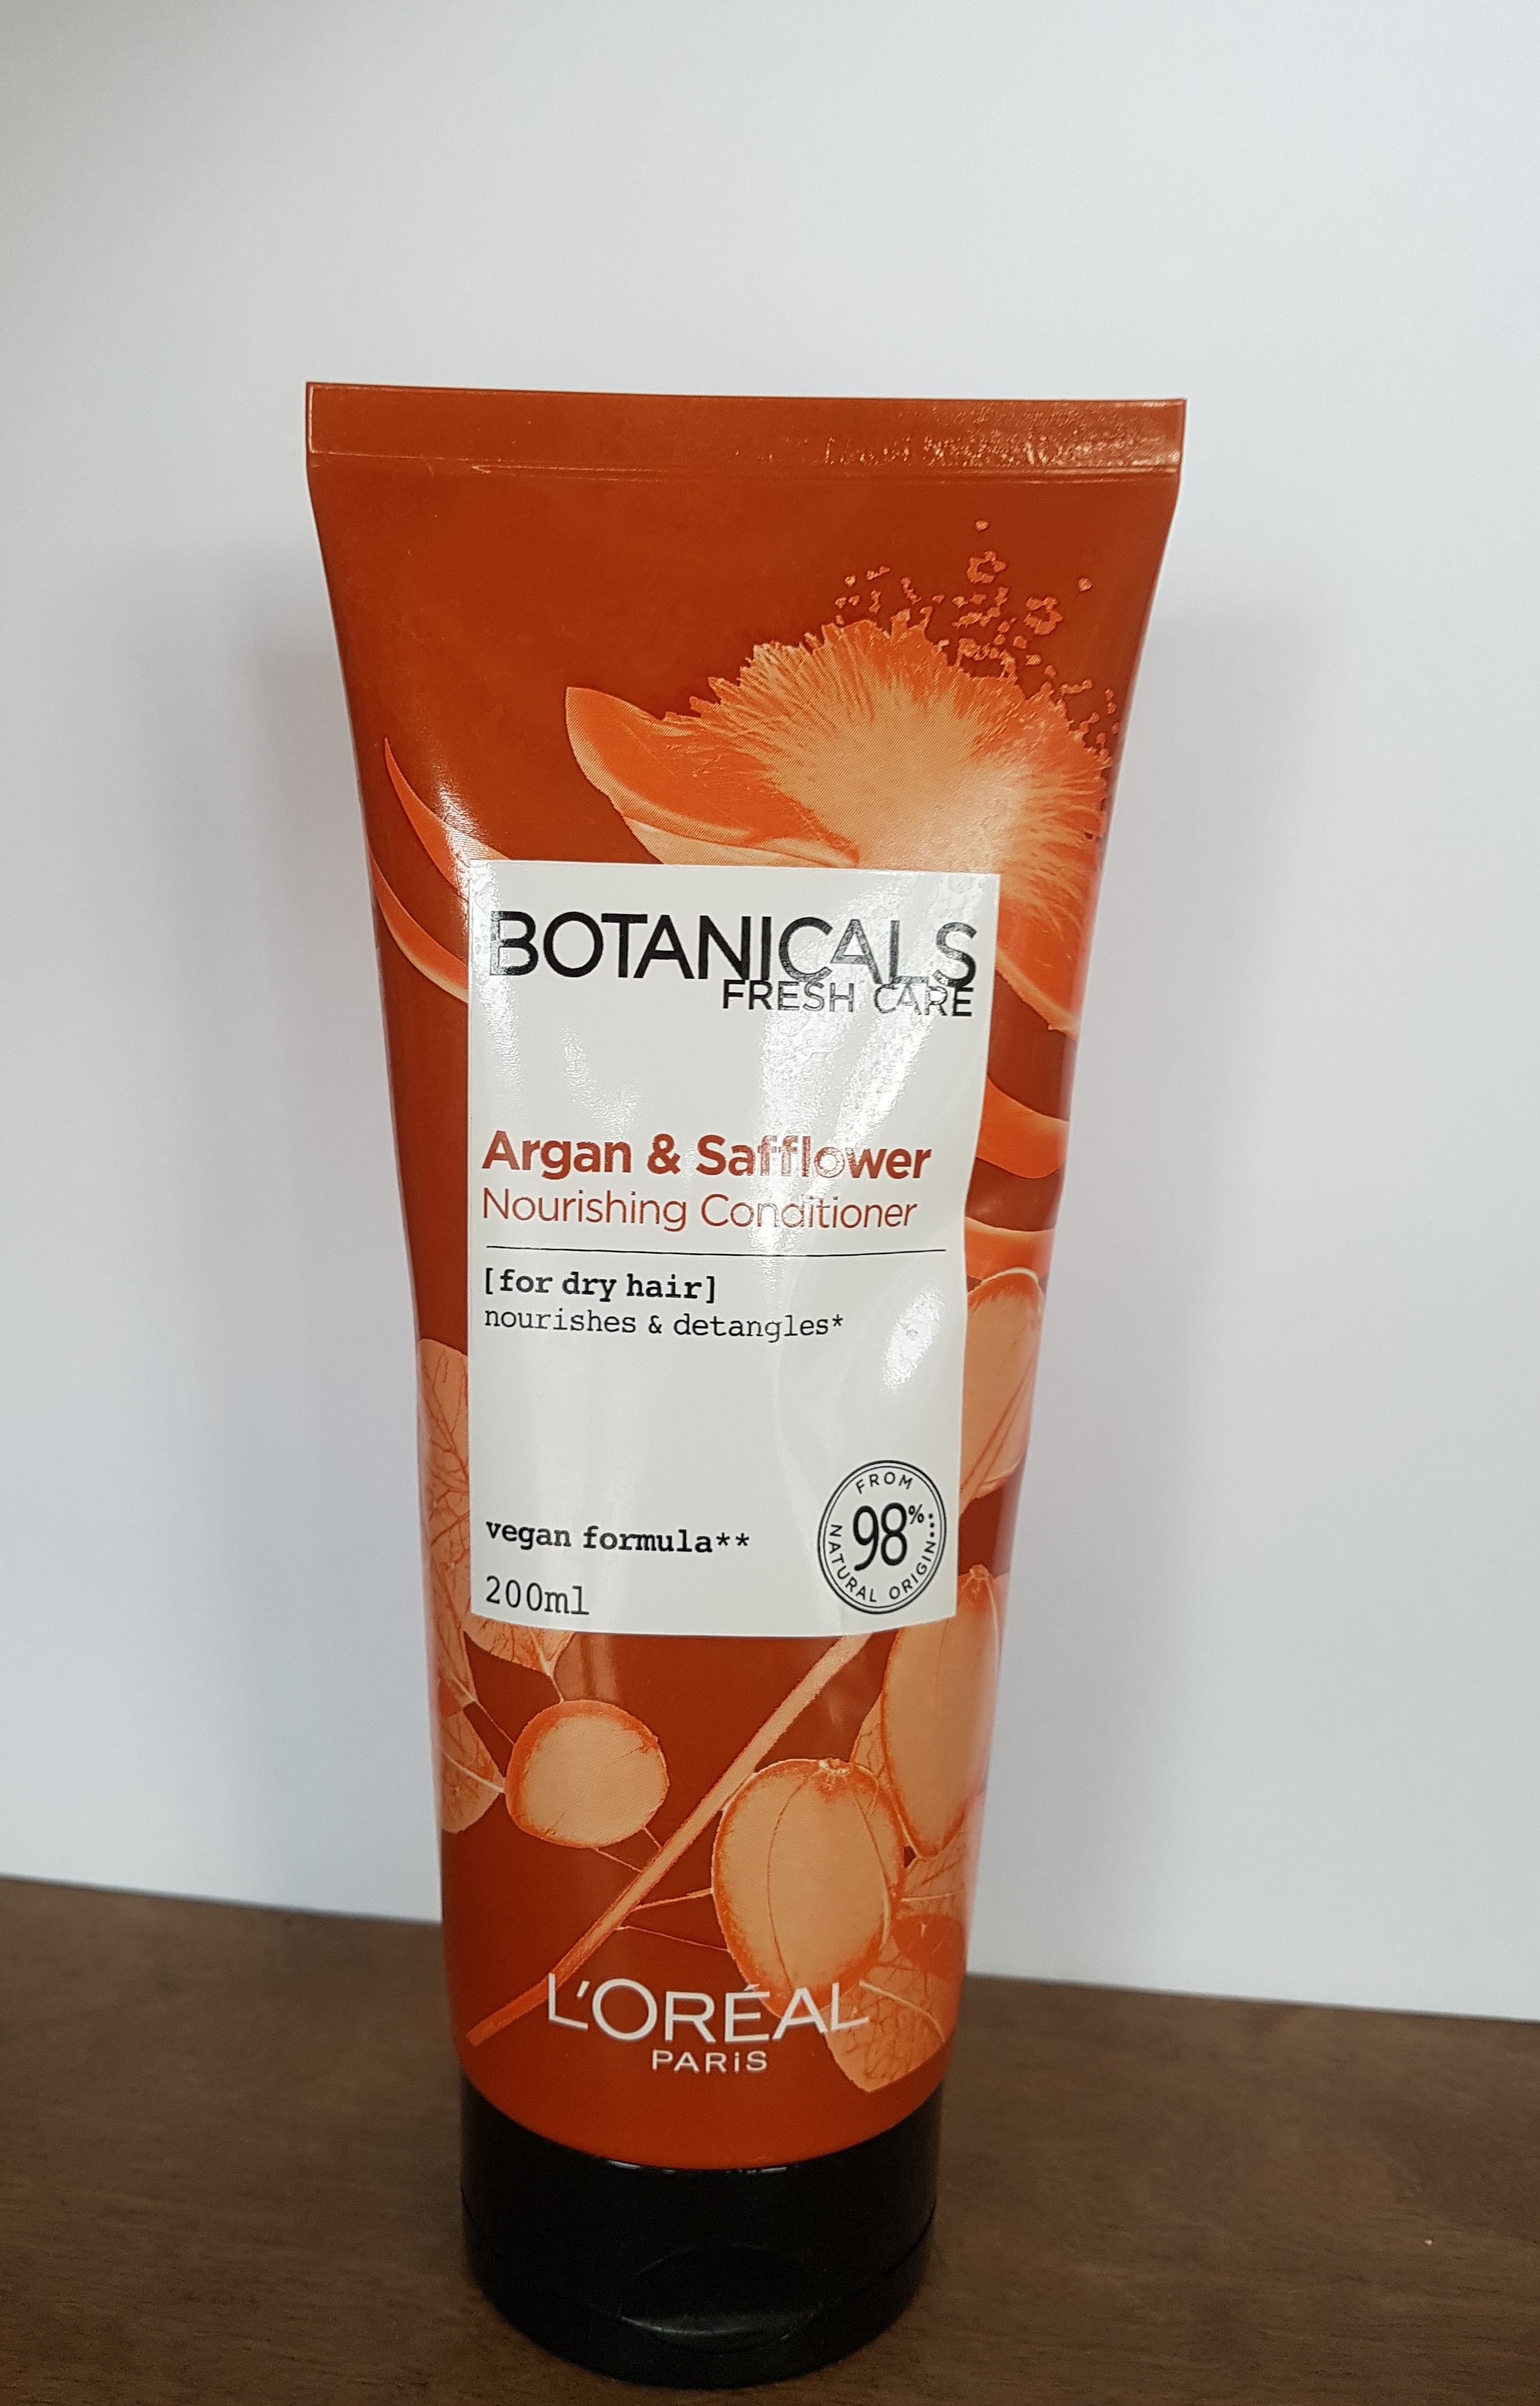 BOTANICALS
FRESH CARE
Argan & Safflower
Nourishing Conditioner
[for dry hair]
nourishes & detangles*
vegan formula**
200ml
FROM
98%
NATURAL ORIGIN
L'ORÉAL
PARiS